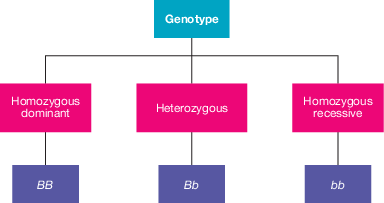 Genotype
Homozygous
dominant
Heterozygous
Homozygous
recessive
BB
Bb
bb